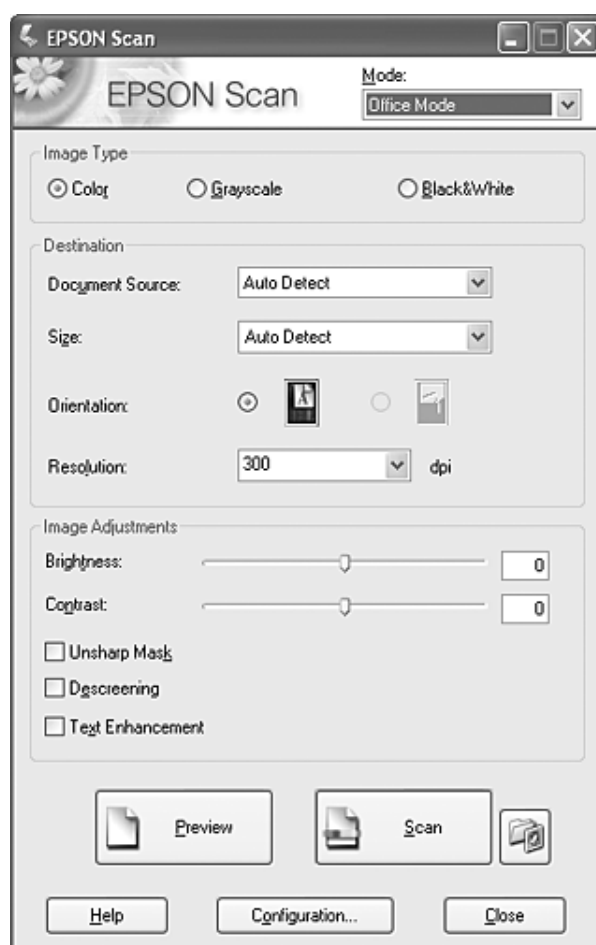 EPSON Scan
EPSON Scan
Mode:
Office Mode
Image Type
Color Grayscale Black&White
Destination
Document Source: Auto Detect
Size: Auto Detect
Orientation:
Resolution: 300 dpi
Image Adjustments
Brightness: 0
Contrast: 0
Unsharp Mask
Descreening
Text Enhancement
Preview Scan
Help Configuration... Close